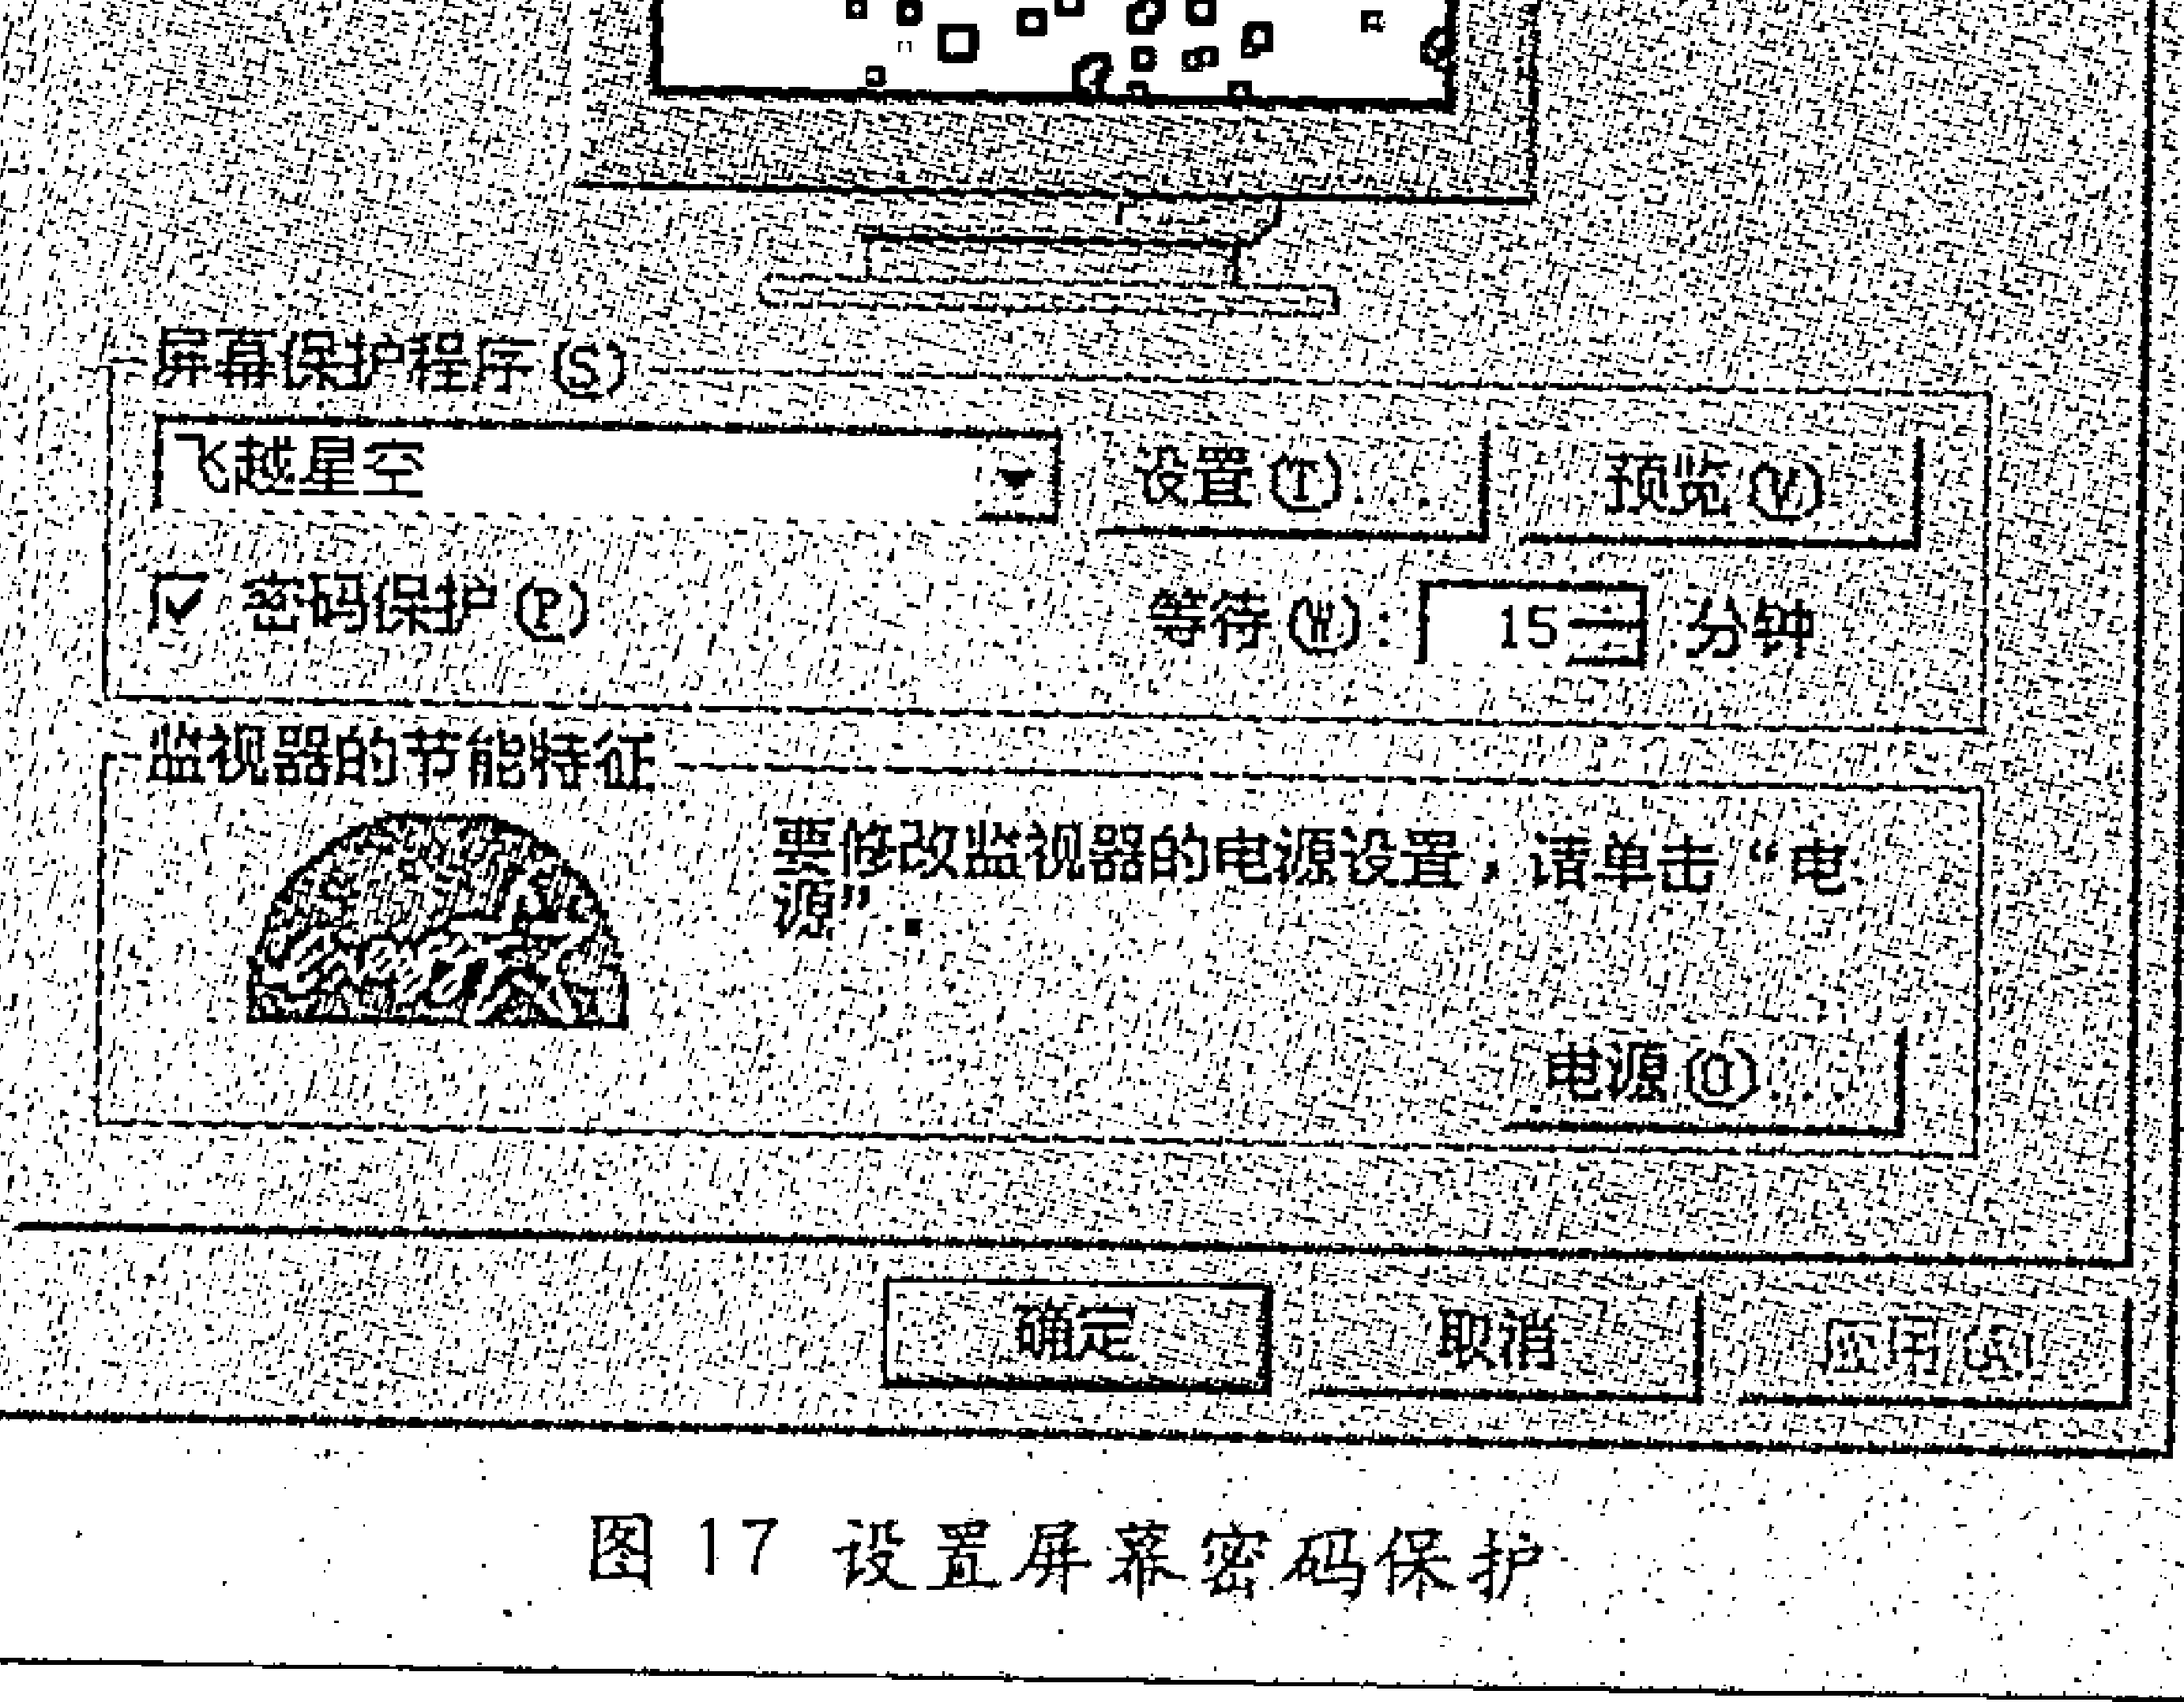 屏幕保护程序(S)
飞越星空 设置(T)... 预览(V)
密码保护(P) 等待(W): 15 分钟
监视器的节能特征
要修改监视器的电源设置，请单击“电
源”.
电源(O)...
确定 取消 应用(A)
图 17 设置屏幕密码保护